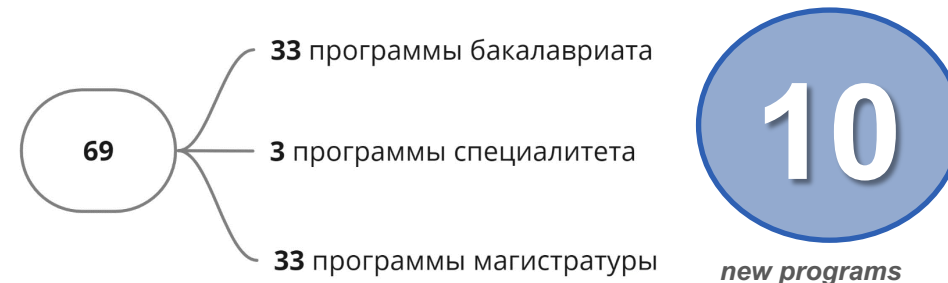 33 программы бакалавриата
69
3 программы специалитета
33 программы магистратуры
10
new programs